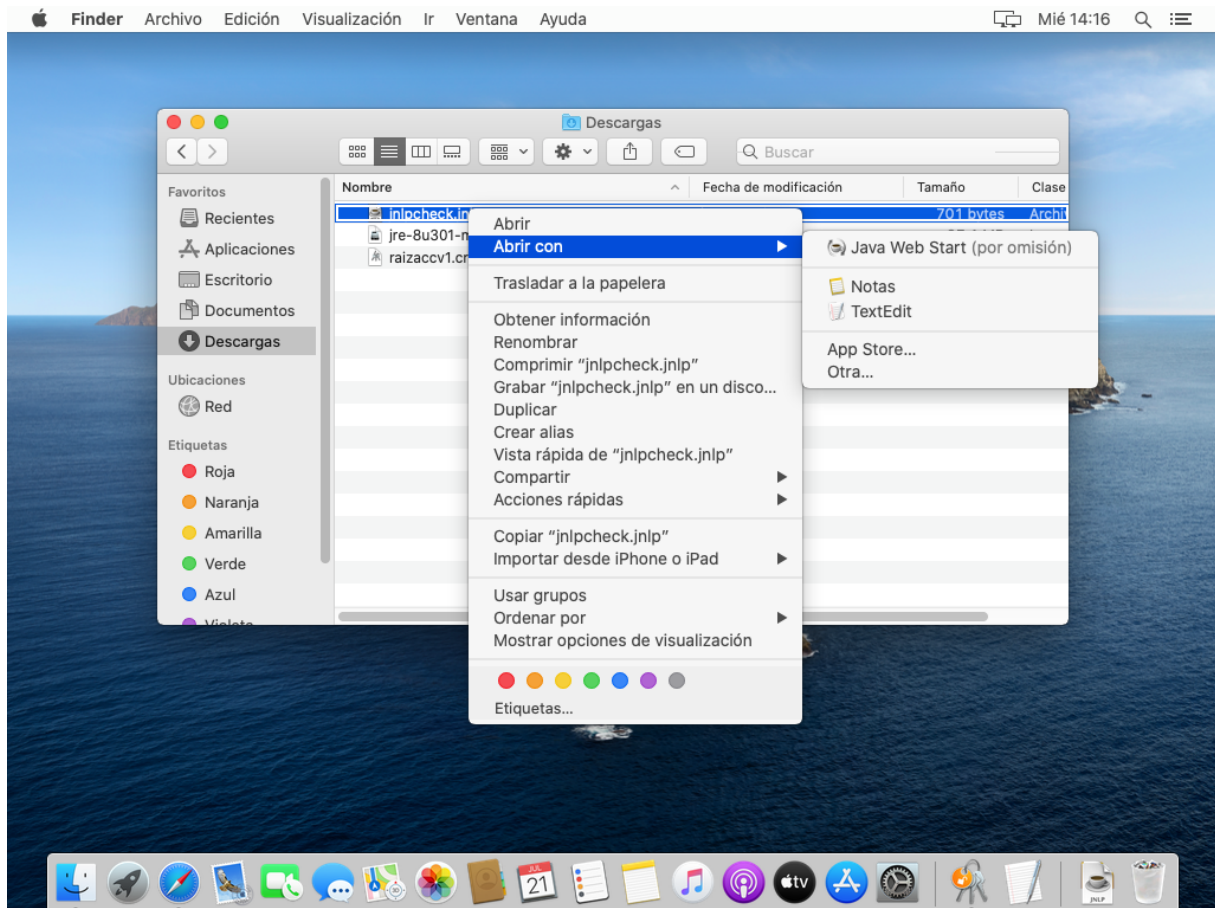 Finder Archivo Edición Visualización Ir Ventana Ayuda Mié 14:16
Descargas
Buscar
Favoritos
Recientes
Aplicaciones
Escritorio
Documentos
Descargas
Ubicaciones
Red
Etiquetas
Roja
Naranja
Amarilla
Verde
Azul
Violeta
Nombre Fecha de modificación Tamaño Clase
jnlpcheck.jn 701 bytes Archiv
jre-8u301-m
raizaccv1.cr
Abrir
Abrir con
Trasladar a la papelera
Obtener información
Renombrar
Comprimir “jnlpcheck.jnlp”
Grabar “jnlpcheck.jnlp” en un disco...
Duplicar
Crear alias
Vista rápida de “jnlpcheck.jnlp”
Compartir
Acciones rápidas
Copiar “jnlpcheck.jnlp”
Importar desde iPhone o iPad
Usar grupos
Ordenar por
Mostrar opciones de visualización
Etiquetas...
Java Web Start (por omisión)
Notas
TextEdit
App Store...
Otra...
JUL
21
tv
JNLP